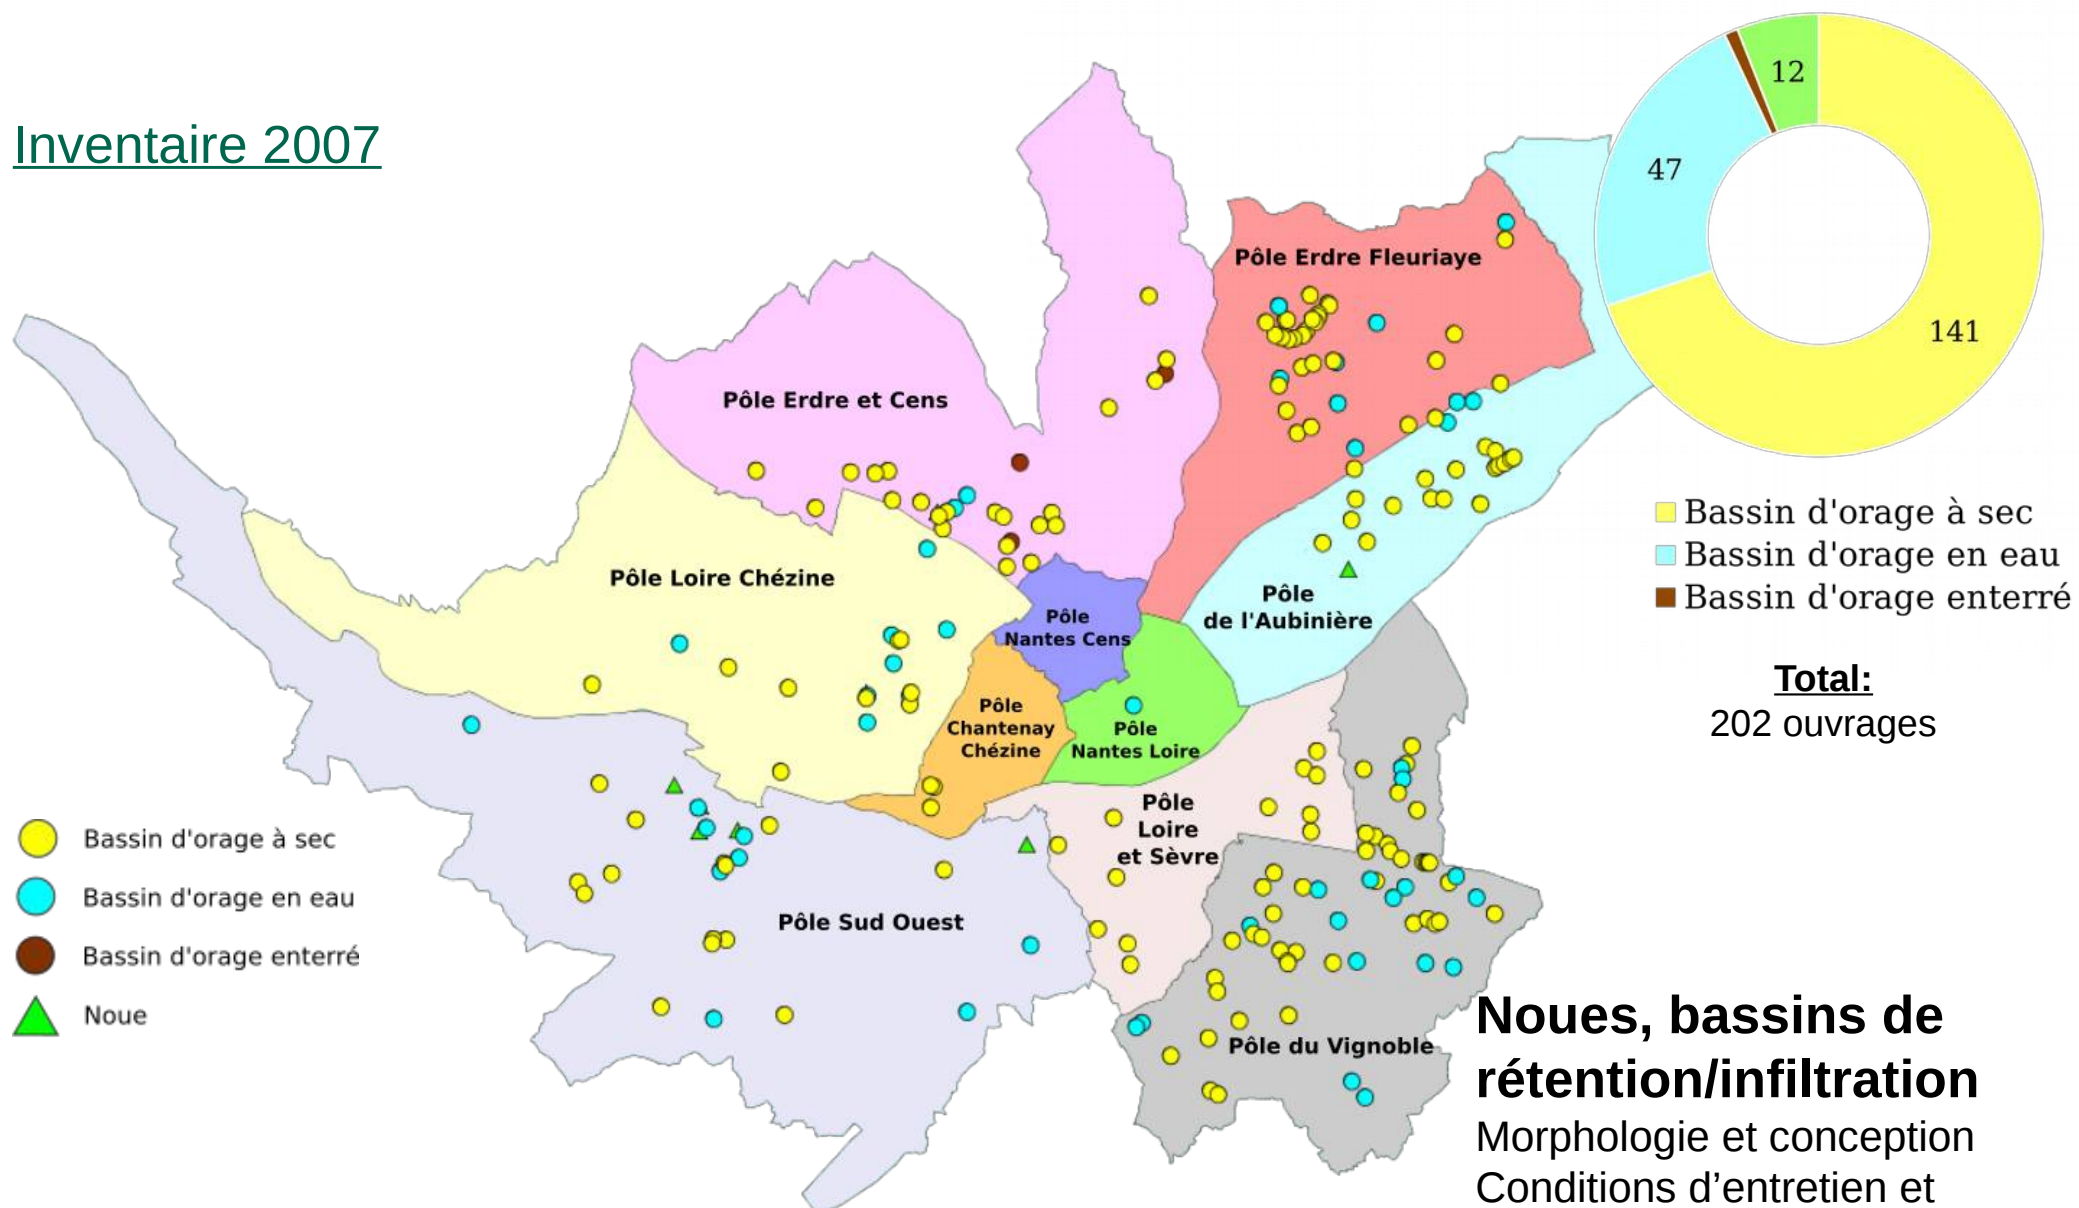 Inventaire 2007
12
47
141
Pôle Erdre Fleuriaye
Pôle Erdre et Cens
Bassin d'orage à sec
Bassin d'orage en eau
Bassin d'orage enterré
Pôle Loire Chézine
Pôle
Nantes Cens
Pôle
de l'Aubinière
Total:
202 ouvrages
Pôle
Chantenay
Chézine
Pôle
Nantes Loire
Pôle
Loire
et Sèvre
Bassin d'orage à sec
Bassin d'orage en eau
Bassin d'orage enterré
Noue
Pôle Sud Ouest
Pôle du Vignoble
Noues, bassins de
rétention/infiltration
Morphologie et conception
Conditions d’entretien et